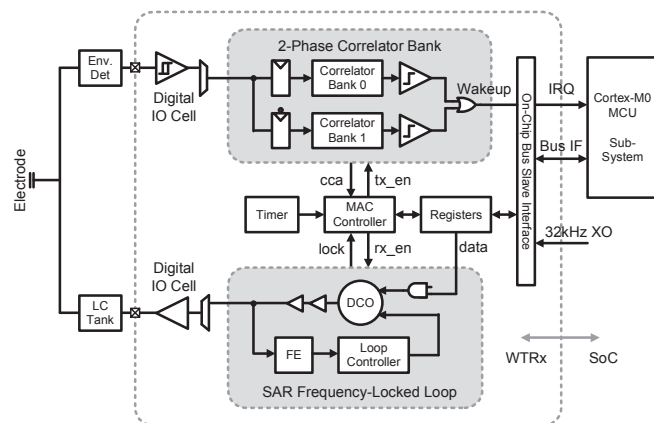 2-Phase Correlator Bank
Env.
Det
Digital
IO Cell
Correlator
Bank 0
Correlator
Bank 1
Wakeup
On-Chip Bus Slave Interface
IRQ
Cortex-M0
MCU
Sub-
System
Bus IF
Electrode
cca
tx_en
Timer
MAC
Controller
Registers
32kHz XO
lock
rx_en
data
Digital
IO Cell
LC
Tank
DCO
FE
Loop
Controller
WTRx
SoC
SAR Frequency-Locked Loop